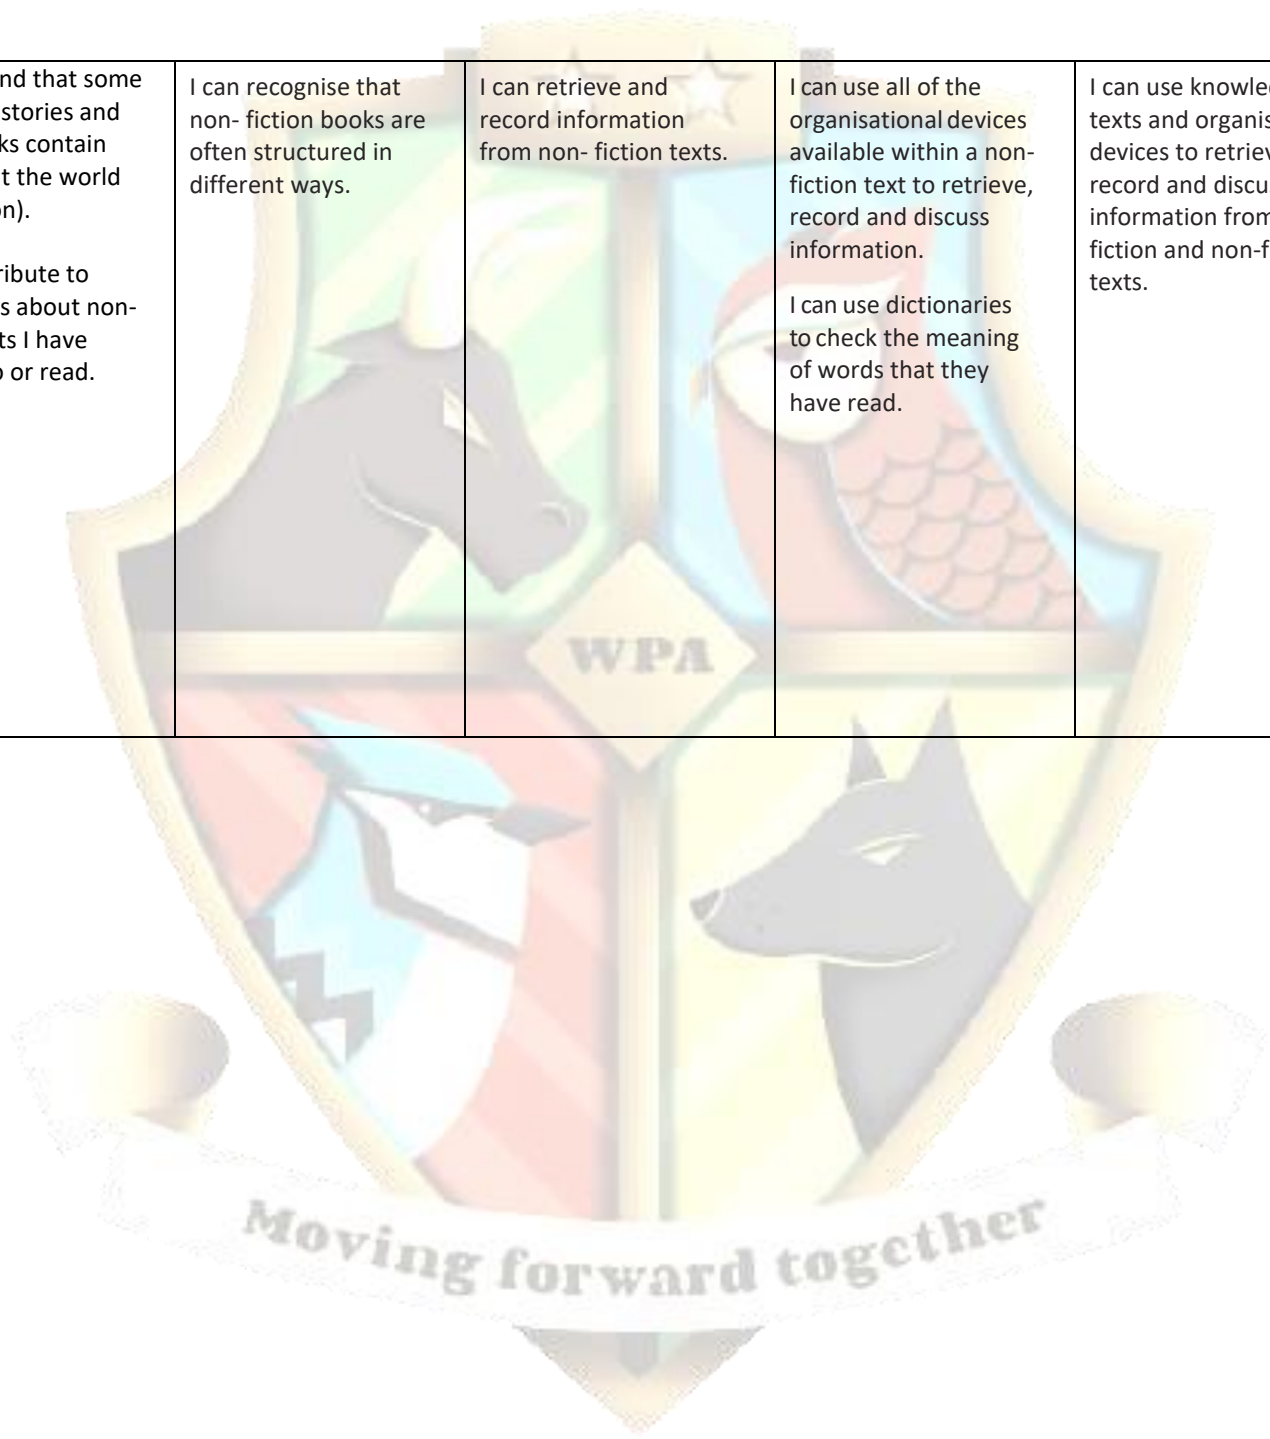 nd that some
stories and
ks contain
t the world
on).
ribute to
s about non-
ts I have
o or read.
I can recognise that
non- fiction books are
often structured in
different ways.
I can retrieve and
record information
from non- fiction texts.
I can use all of the
organisational devices
available within a non-
fiction text to retrieve,
record and discuss
information.
I can use dictionaries
to check the meaning
of words that they
have read.
I can use knowle
texts and organis
devices to retriev
record and discu
information from
fiction and non-f
texts.
WPA
Moving forward together